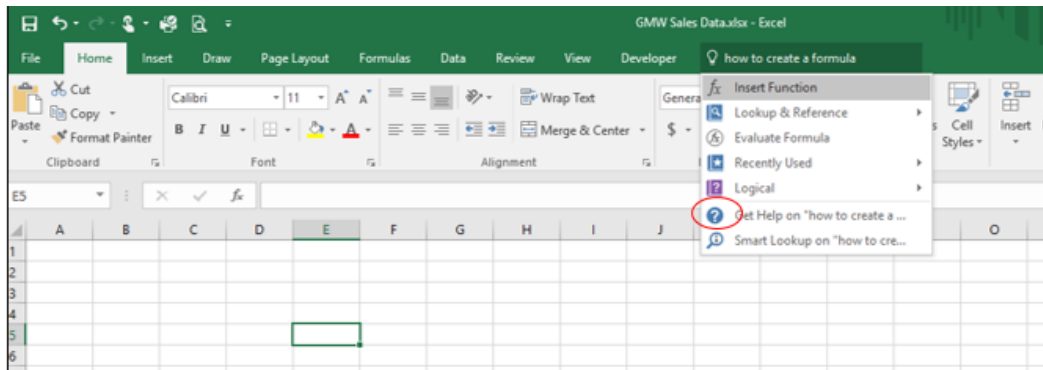 GMW Sales Data.xlsx - Excel
File Home Insert Draw Page Layout Formulas Data Review View Developer how to create a formula
Paste
Cut
Copy
Format Painter
Clipboard
Calibri 11 A A
B I U A
Font
Wrap Text
Merge & Center
Alignment
Genera
$
fx Insert Function
Lookup & Reference
fx Evaluate Formula
Recently Used
Logical
Get Help on "how to create a ...
Smart Lookup on "how to cre...
s Cell Styles
Insert
E5 fx
A B C D E F G H I J O
1
2
3
4
5
6